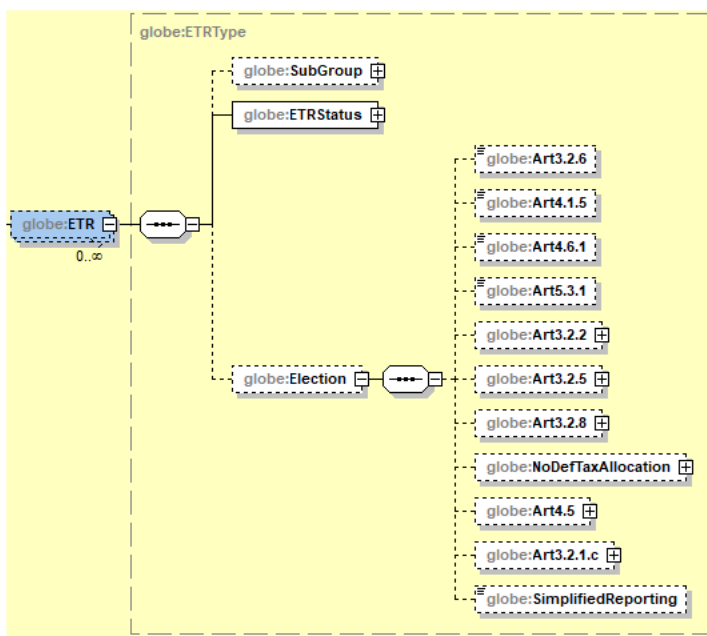 globe:ETRType
globe:SubGroup
globe:ETRStatus
globe:Art3.2.6
globe:Art4.1.5
globe:ETR
0..∞
globe:Art4.6.1
globe:Art5.3.1
globe:Art3.2.2
globe:Election
globe:Art3.2.5
globe:Art3.2.8
globe:NoDefTaxAllocation
globe:Art4.5
globe:Art3.2.1.c
globe:SimplifiedReporting